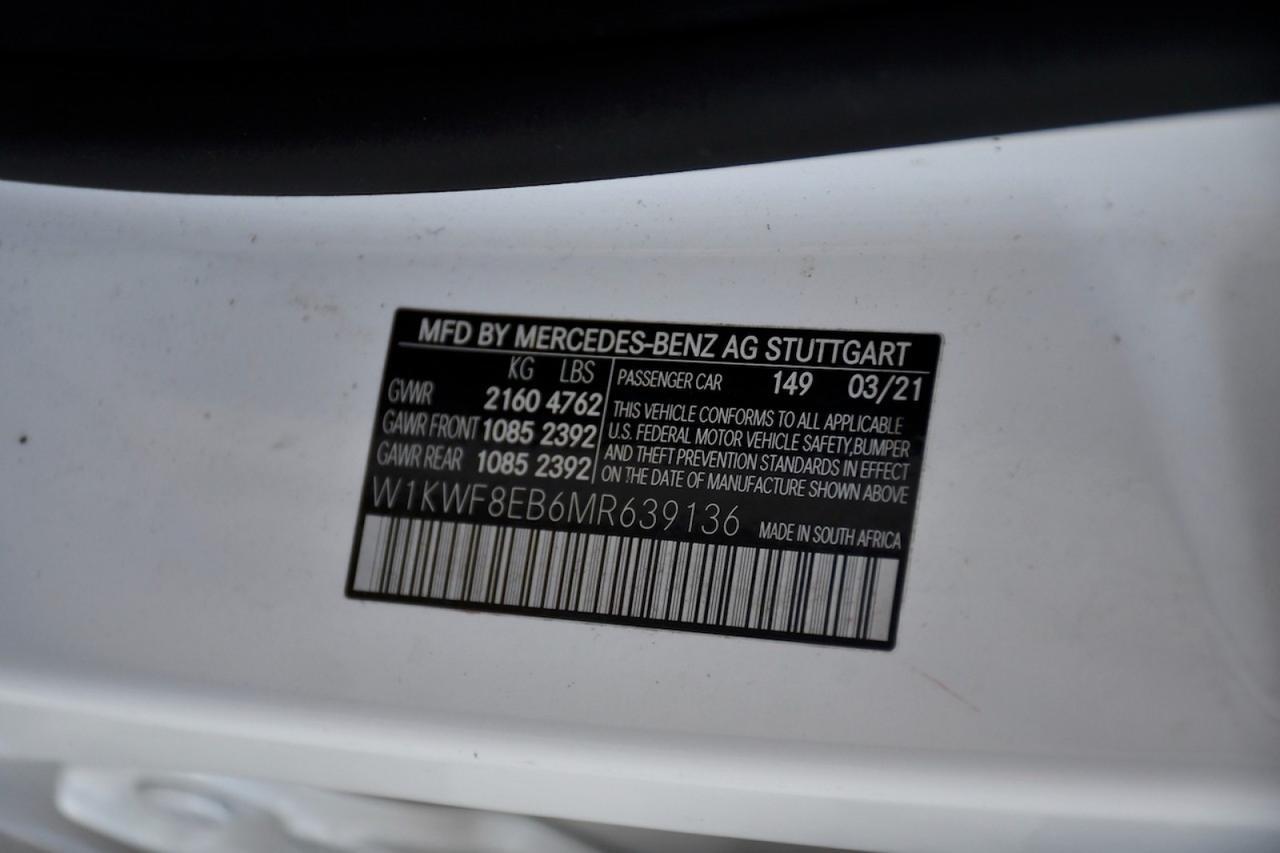 MFD BY MERCEDES-BENZ AG STUTTGART
KG LBS
GVWR 2160 4762
GAWR FRONT 1085 2392
GAWR REAR 1085 2392
PASSENGER CAR 149 03/21
THIS VEHICLE CONFORMS TO ALL APPLICABLE
U.S. FEDERAL MOTOR VEHICLE SAFETY, BUMPER
AND THEFT PREVENTION STANDARDS IN EFFECT
ON THE DATE OF MANUFACTURE SHOWN ABOVE
W1KWF8EB6MR639136
MADE IN SOUTH AFRICA